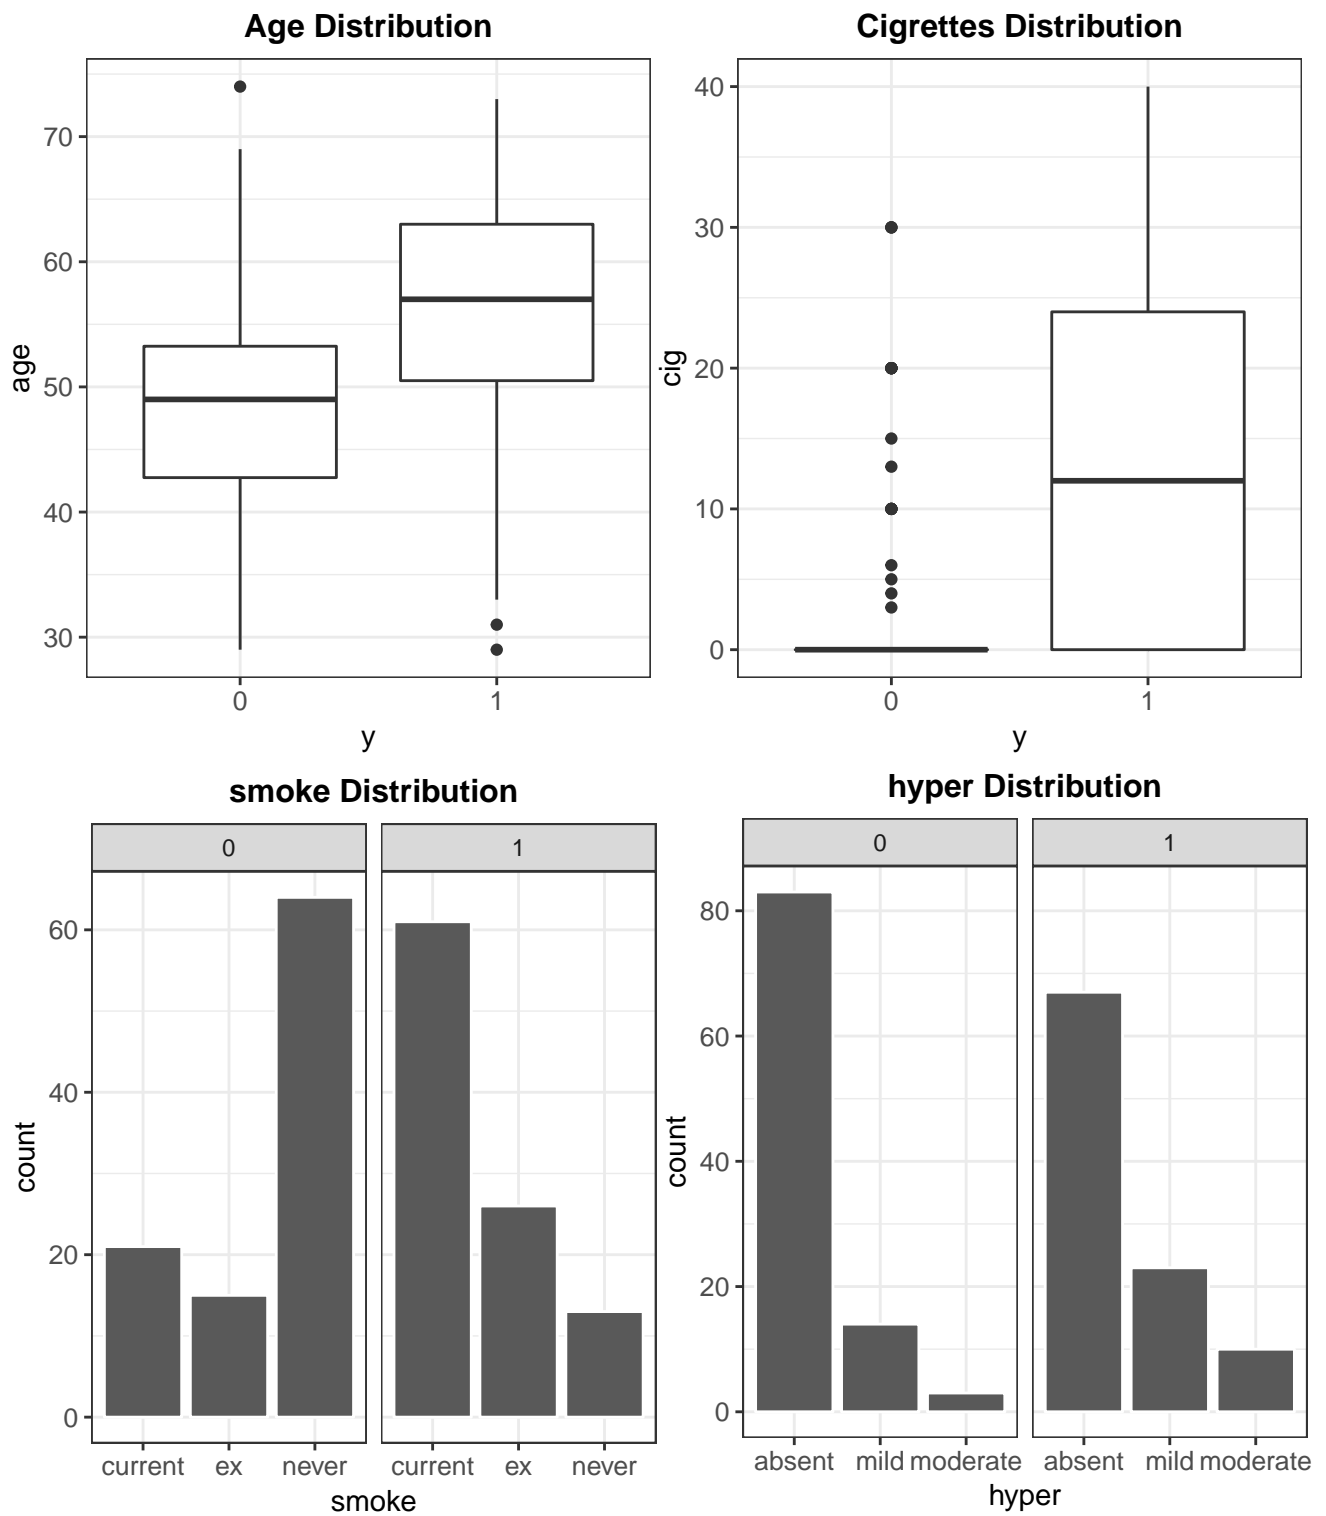 Age Distribution
70
60
50
40
30
age
0 1
y
Cigrettes Distribution
40
30
20
10
0
cig
0 1
y
smoke Distribution
0 1
60
40
20
0
count
current ex never current ex never
smoke
hyper Distribution
0 1
80
60
40
20
0
count
absent mild moderate absent mild moderate
hyper